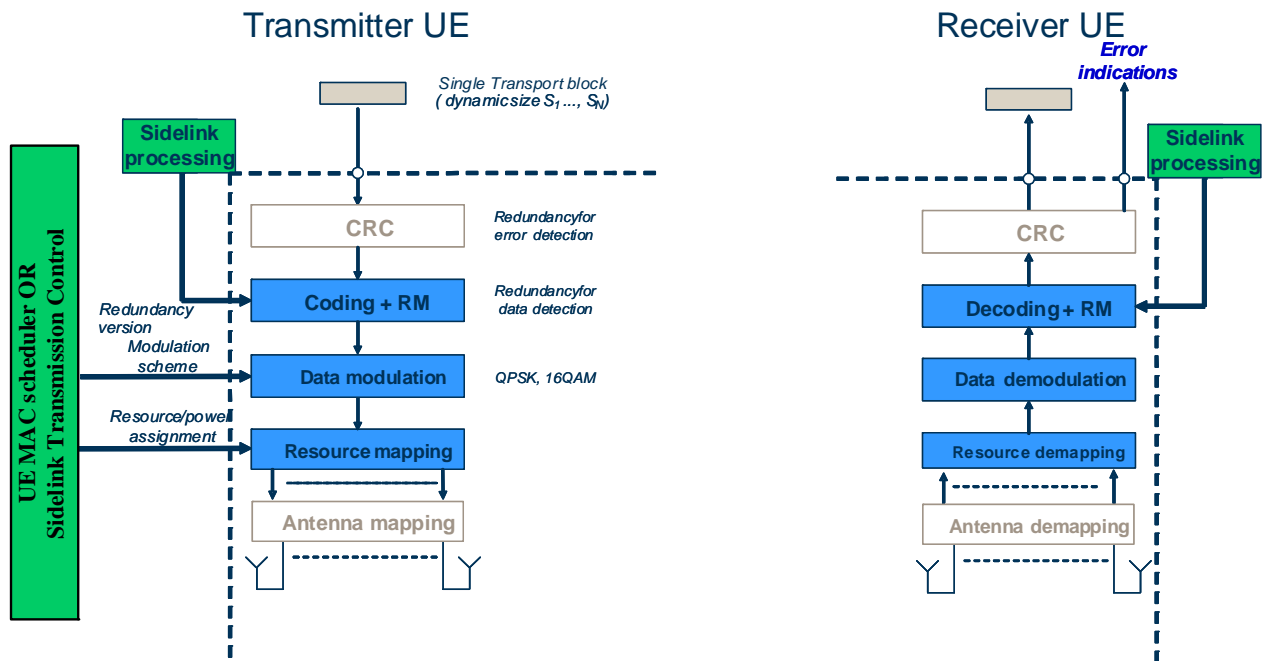 Transmitter UE
Single Transport block
( dynamicsize S1 ..., SN)
Sidelink
processing
CRC
Redundancyfor
error detection
Coding + RM
Redundancyfor
data detection
Redundancy
version
Modulation
scheme
Data modulation
QPSK, 16QAM
Resource/power
assignment
Resource mapping
Antenna mapping
UE MAC scheduler OR
Sidelink Transmission Control
Receiver UE
Error
indications
Sidelink
processing
CRC
Decoding + RM
Data demodulation
Resource demapping
Antenna demapping